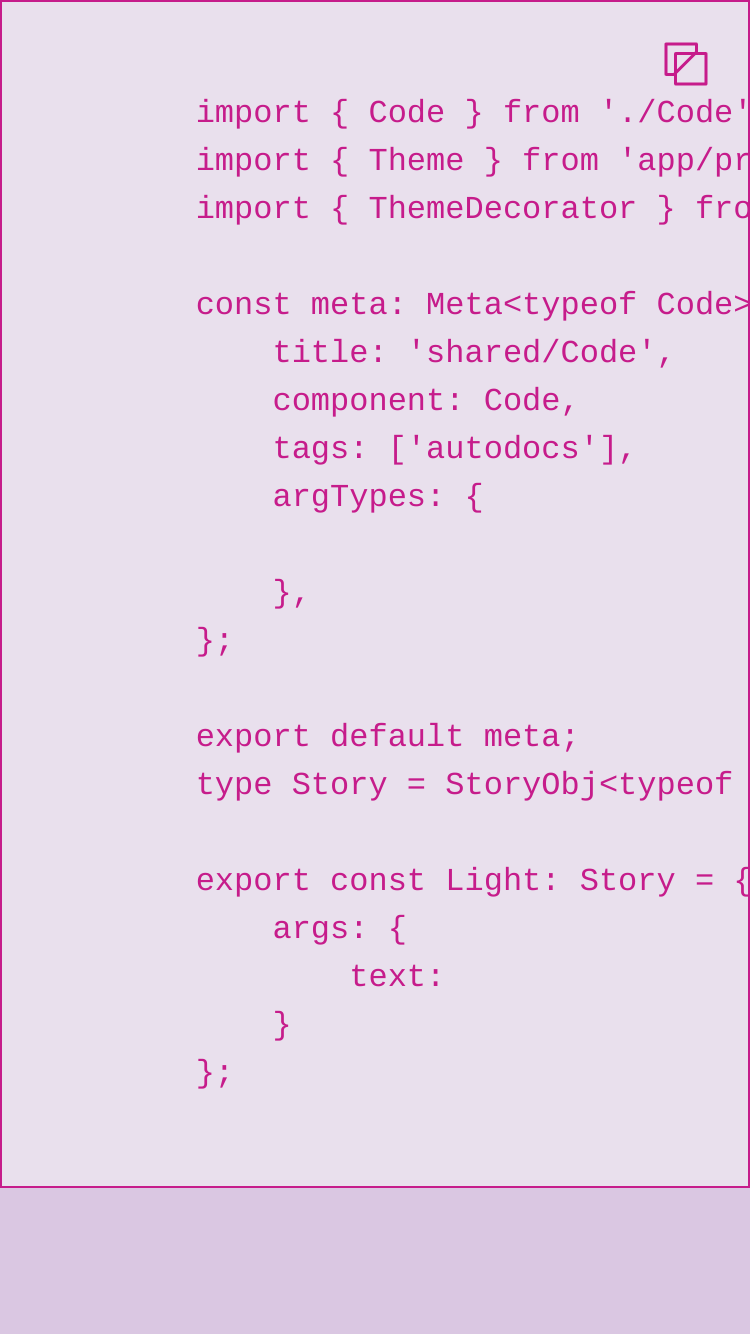 import { Code } from './Code'
import { Theme } from 'app/pr
import { ThemeDecorator } fro
const meta: Meta<typeof Code>
title: 'shared/Code',
component: Code,
tags: ['autodocs'],
argTypes: {
},
};
export default meta;
type Story = StoryObj<typeof
export const Light: Story = {
args: {
text:
}
};